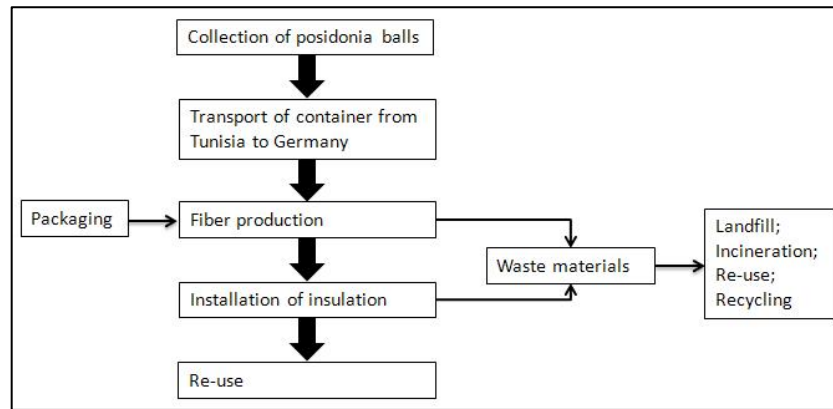 Collection of posidonia balls
Transport of container from
Tunisia to Germany
Packaging
Fiber production
Waste materials
Landfill;
Incineration;
Re-use;
Recycling
Installation of insulation
Re-use